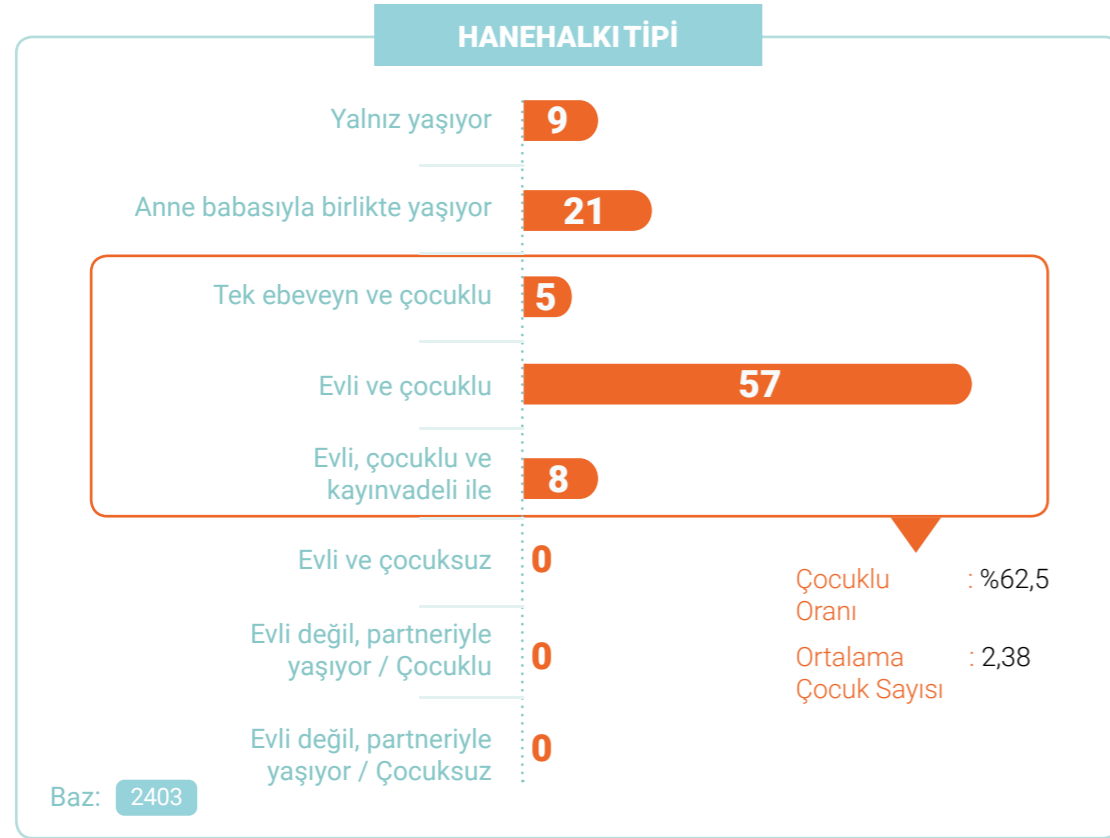 HANEHALKI TİPİ
Yalnız yaşıyor
9
Anne babasıyla birlikte yaşıyor
21
Tek ebeveyn ve çocuklu
5
Evli ve çocuklu
57
Evli, çocuklu ve
kayınvadeli ile
8
Evli ve çocuksuz
0
Evli değil, partneriyle
yaşıyor / Çocuklu
0
Evli değil, partneriyle
yaşıyor / Çocuksuz
0
Çocuklu : %62,5
Oranı
Ortalama : 2,38
Çocuk Sayısı
Baz: 2403